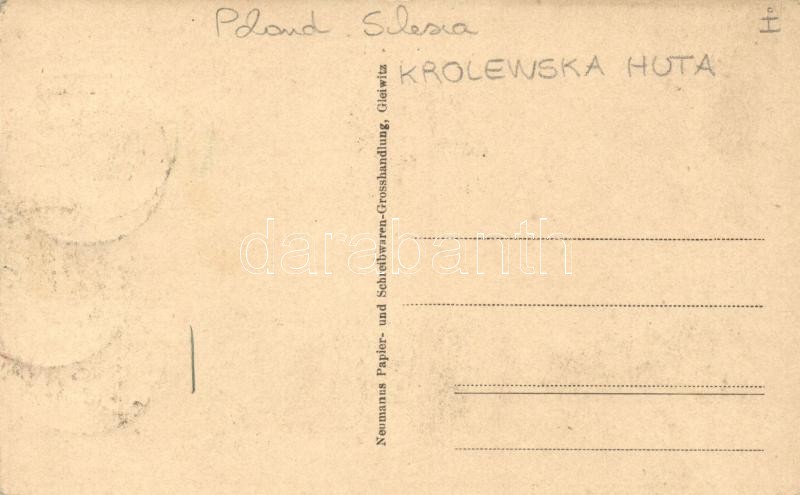 Poland Silesia
KROLEWSKA HUTA
Neumanns Papier- und Schreibwaren-Grosshandlung, Gleiwitz
darabanth